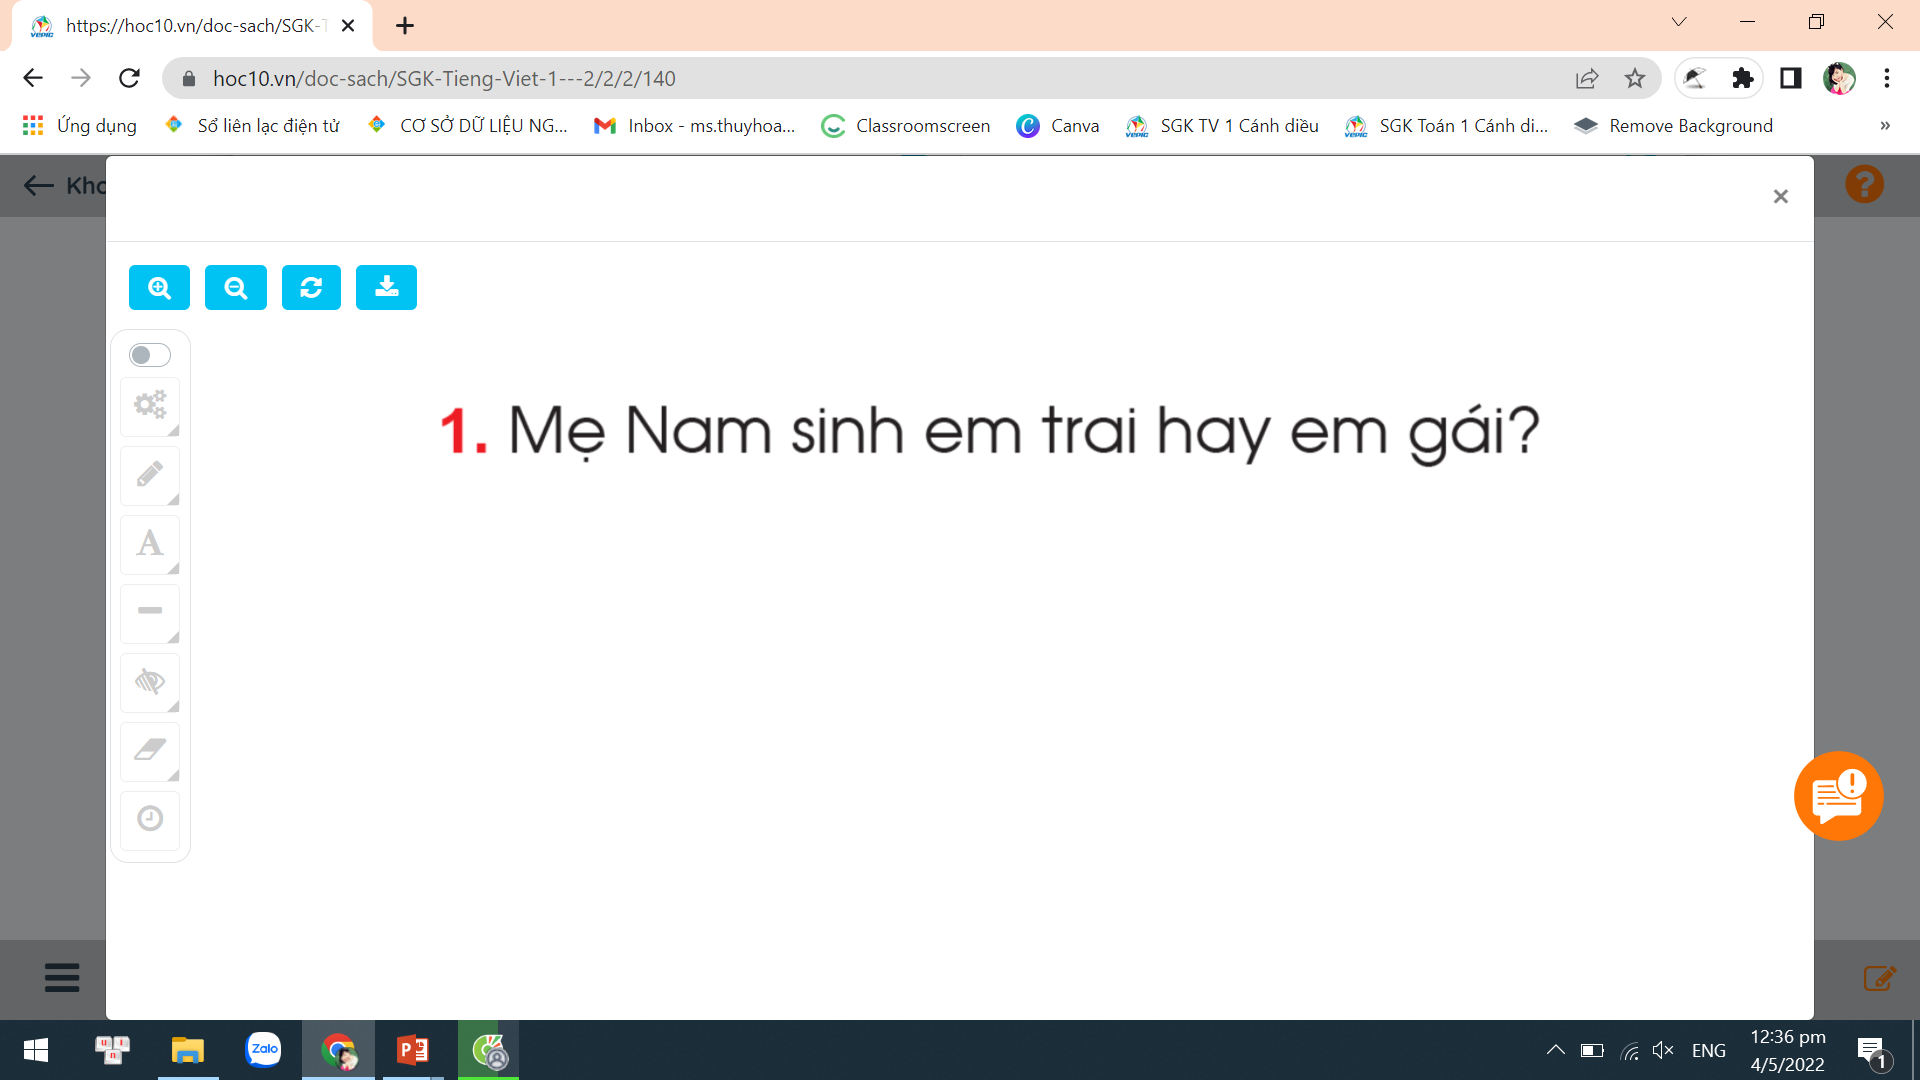 https://hoc10.vn/doc-sach/SGK-T
hoc10.vn/doc-sach/SGK-Tieng-Viet-1---2/2/2/140
Ứng dụng Sổ liên lạc điện tử CƠ SỞ DỮ LIỆU NG... Inbox - ms.thuyhoa... Classroomscreen Canva SGK TV 1 Cánh diều SGK Toán 1 Cánh di... Remove Background »
Kho
1. Mẹ Nam sinh em trai hay em gái?
Zalo
ENG
12:36 pm
4/5/2022
1